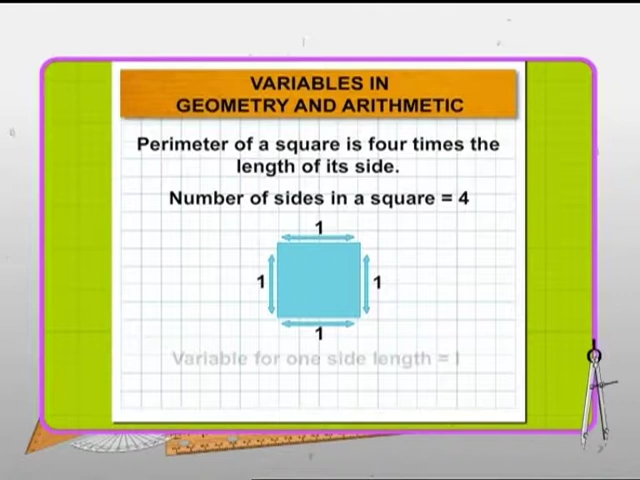 VARIABLES IN
GEOMETRY AND ARITHMETIC
Perimeter of a square is four times the
length of its side.
Number of sides in a square = 4
1
1
1
1
Variable for one side length = l